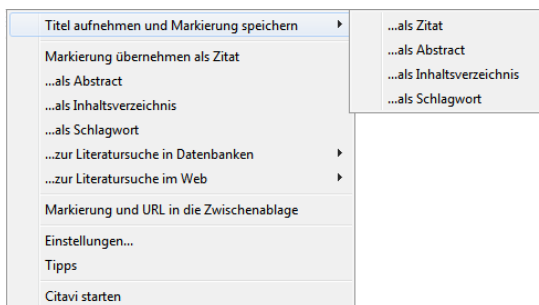 Titel aufnehmen und Markierung speichern
...als Zitat
...als Abstract
...als Inhaltsverzeichnis
...als Schlagwort
Markierung übernehmen als Zitat
...als Abstract
...als Inhaltsverzeichnis
...als Schlagwort
...zur Literatursuche in Datenbanken
...zur Literatursuche im Web
Markierung und URL in die Zwischenablage
Einstellungen...
Tipps
Citavi starten